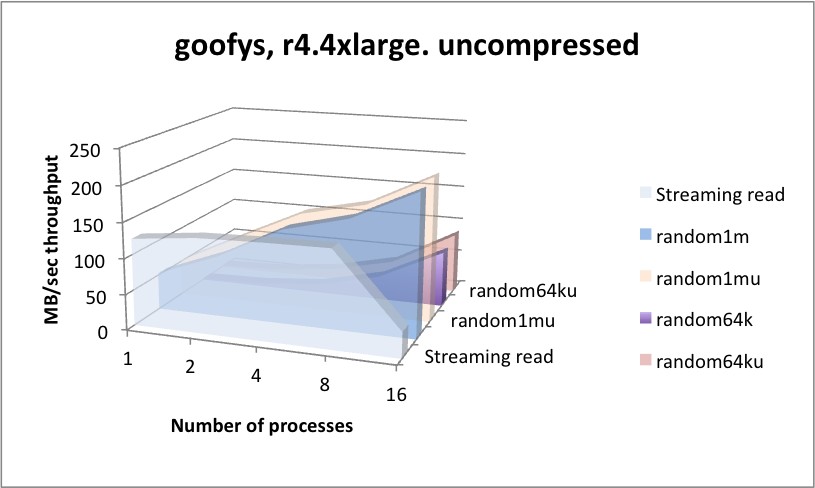 goofys, r4.4xlarge. uncompressed
MB/sec throughput
250
200
150
100
50
0
1
2
4
8
16
Number of processes
random64ku
random1mu
Streaming read
Streaming read
random1m
random1mu
random64k
random64ku